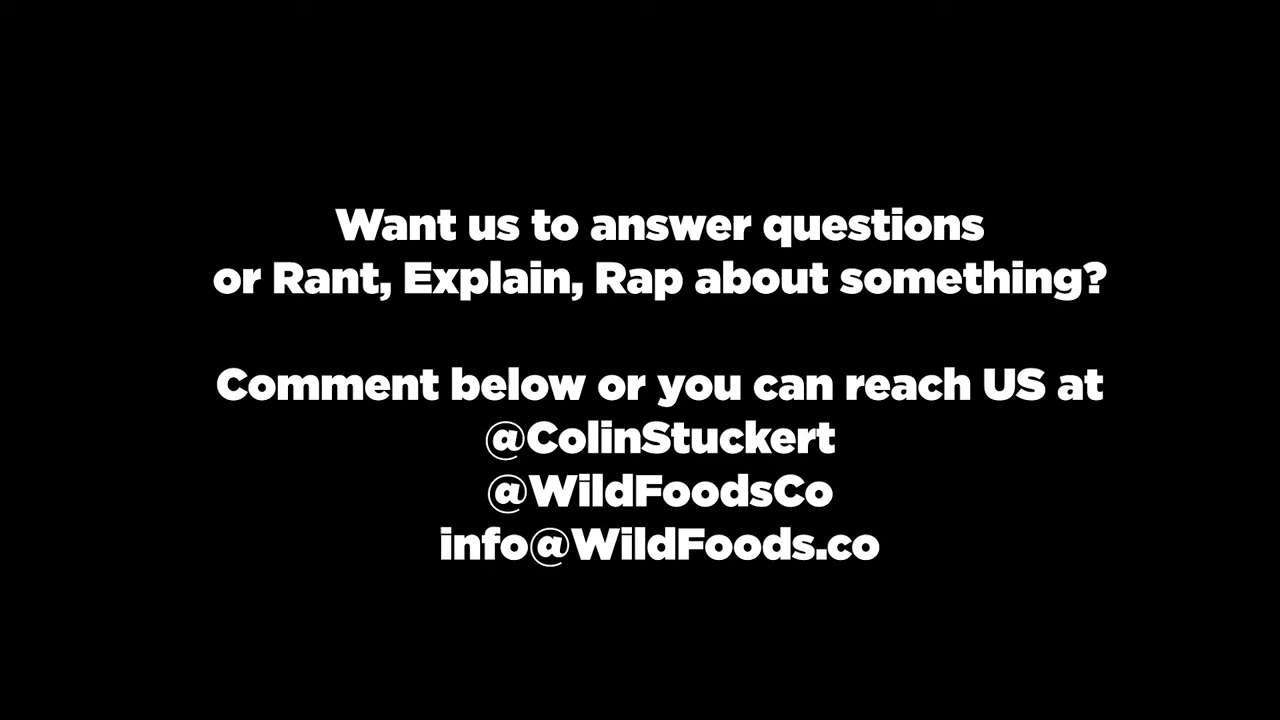 Want us to answer questions
or Rant, Explain, Rap about something?
Comment below or you can reach US at
@ColinStuckert
@WildFoodsCo
info@WildFoods.co